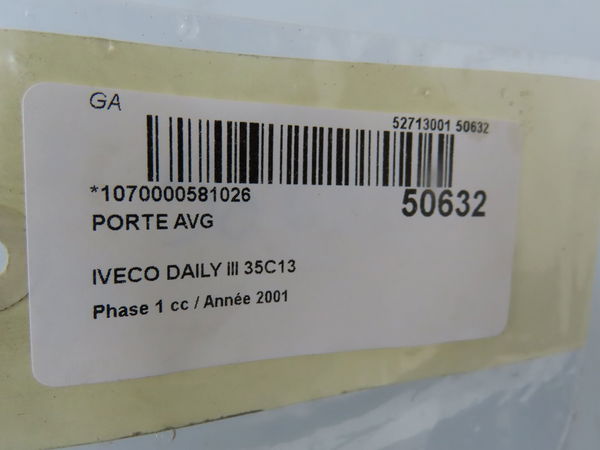 GA
52713001 50632
*1070000581026
50632
PORTE AVG
IVECO DAILY III 35C13
Phase 1 cc / Année 2001